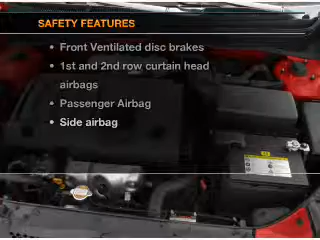 SAFETY FEATURES
• Front Ventilated disc brakes
• 1st and 2nd row curtain head
airbags
• Passenger Airbag
• Side airbag